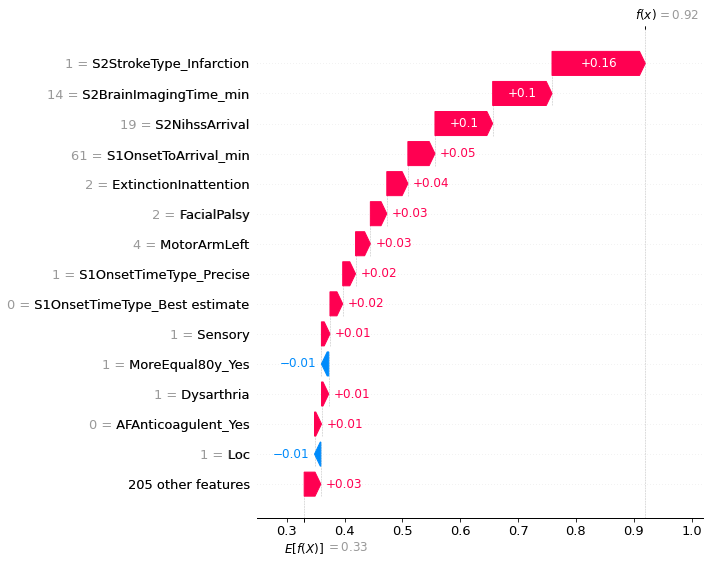 f(x) = 0.92
1 = S2StrokeType_Infarction +0.16
14 = S2BrainImagingTime_min +0.1
19 = S2NihssArrival +0.1
61 = S1OnsetToArrival_min +0.05
2 = ExtinctionInattention +0.04
2 = FacialPalsy +0.03
4 = MotorArmLeft +0.03
1 = S1OnsetTimeType_Precise +0.02
0 = S1OnsetTimeType_Best estimate +0.02
1 = Sensory +0.01
1 = MoreEqual80y_Yes −0.01
1 = Dysarthria +0.01
0 = AFAnticoagulent_Yes +0.01
1 = Loc −0.01
205 other features +0.03
0.3 0.4 0.5 0.6 0.7 0.8 0.9 1.0
E[f(X)] = 0.33